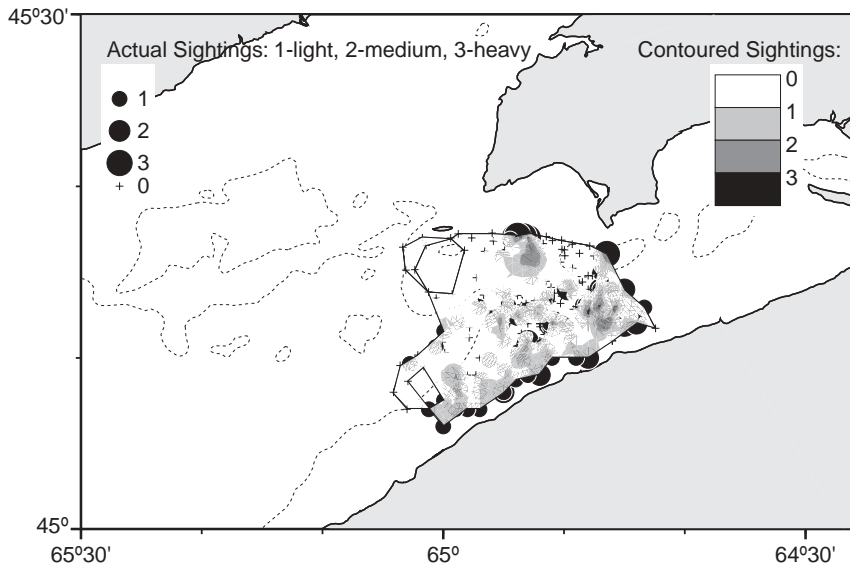 45º30'
Actual Sightings: 1-light, 2-medium, 3-heavy
Contoured Sightings:
1
2
3
0
0
1
2
3
45º
65º30'
65º
64º30'